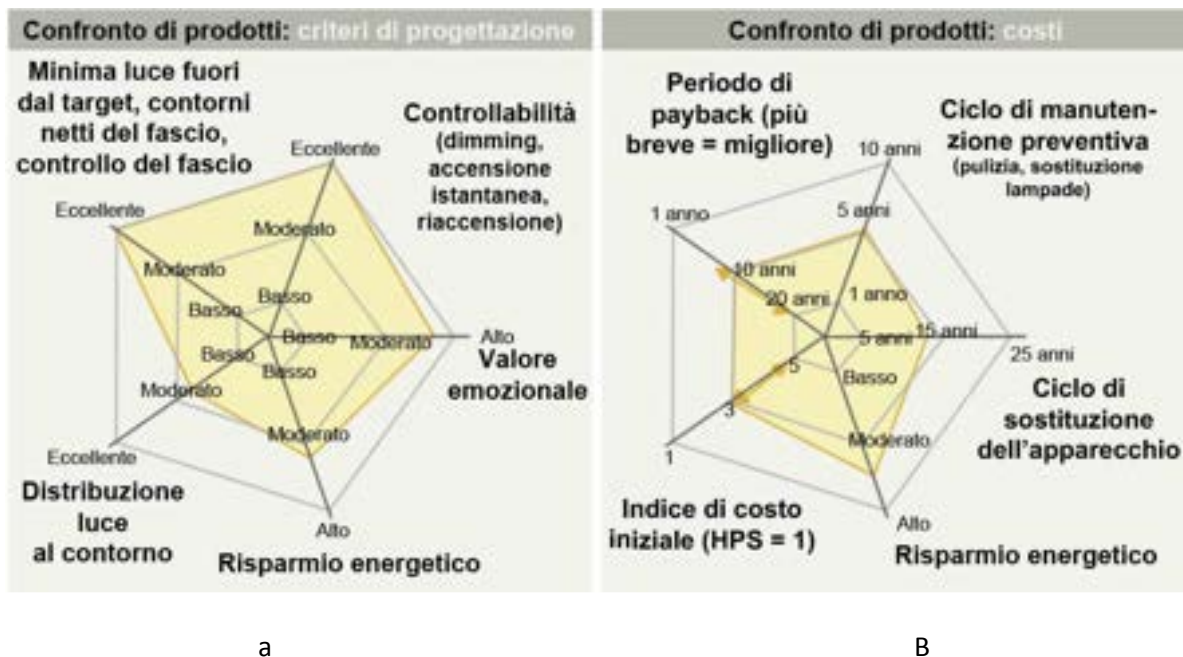 Confronto di prodotti: criteri di progettazione
Minima luce fuori
dal target, contorni
netti del fascio,
controllo del fascio
Controllabilità
(dimming,
accensione
istantanea,
riaccensione)
Eccellente
Eccellente
Moderato
Moderato
Basso
Basso
Basso
Moderato
Alto
Basso
Basso
Valore
emozionale
Moderato
Moderato
Eccellente
Alto
Distribuzione
luce
al contorno
Risparmio energetico
Confronto di prodotti: costi
Periodo di
payback (più
breve = migliore)
Ciclo di manuten-
zione preventiva
(pulizia, sostituzione
lampade)
10 anni
1 anno
5 anni
10 anni
20 anni
1 anno
5 anni
15 anni
25 anni
5
Basso
Ciclo di
sostituzione
dell'apparecchio
3
Moderato
1
Indice di costo
iniziale (HPS = 1)
Alto
Risparmio energetico
a
B